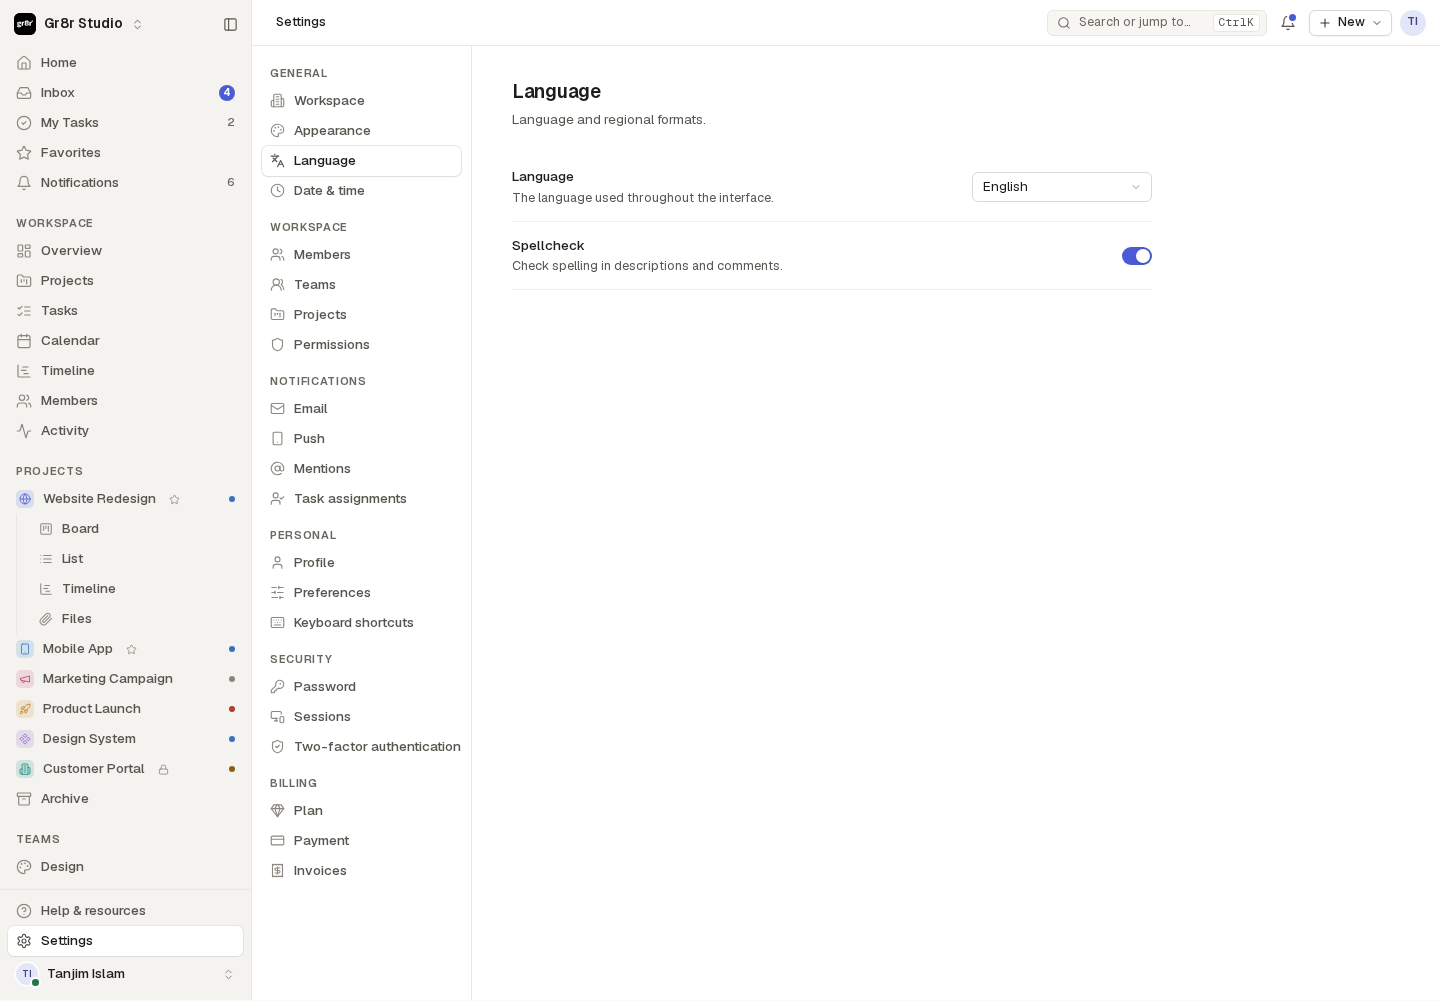 gr8r
Gr8r Studio
Home
Inbox 4
My Tasks 2
Favorites
Notifications 6
WORKSPACE
Overview
Projects
Tasks
Calendar
Timeline
Members
Activity
PROJECTS
Website Redesign
Board
List
Timeline
Files
Mobile App
Marketing Campaign
Product Launch
Design System
Customer Portal
Archive
TEAMS
Design
Help & resources
Settings
TI Tanjim Islam
Settings
Search or jump to... CtrlK
New
TI
GENERAL
Workspace
Appearance
Language
Date & time
WORKSPACE
Members
Teams
Projects
Permissions
NOTIFICATIONS
Email
Push
Mentions
Task assignments
PERSONAL
Profile
Preferences
Keyboard shortcuts
SECURITY
Password
Sessions
Two-factor authentication
BILLING
Plan
Payment
Invoices
Language
Language and regional formats.
Language
The language used throughout the interface.
English
Spellcheck
Check spelling in descriptions and comments.